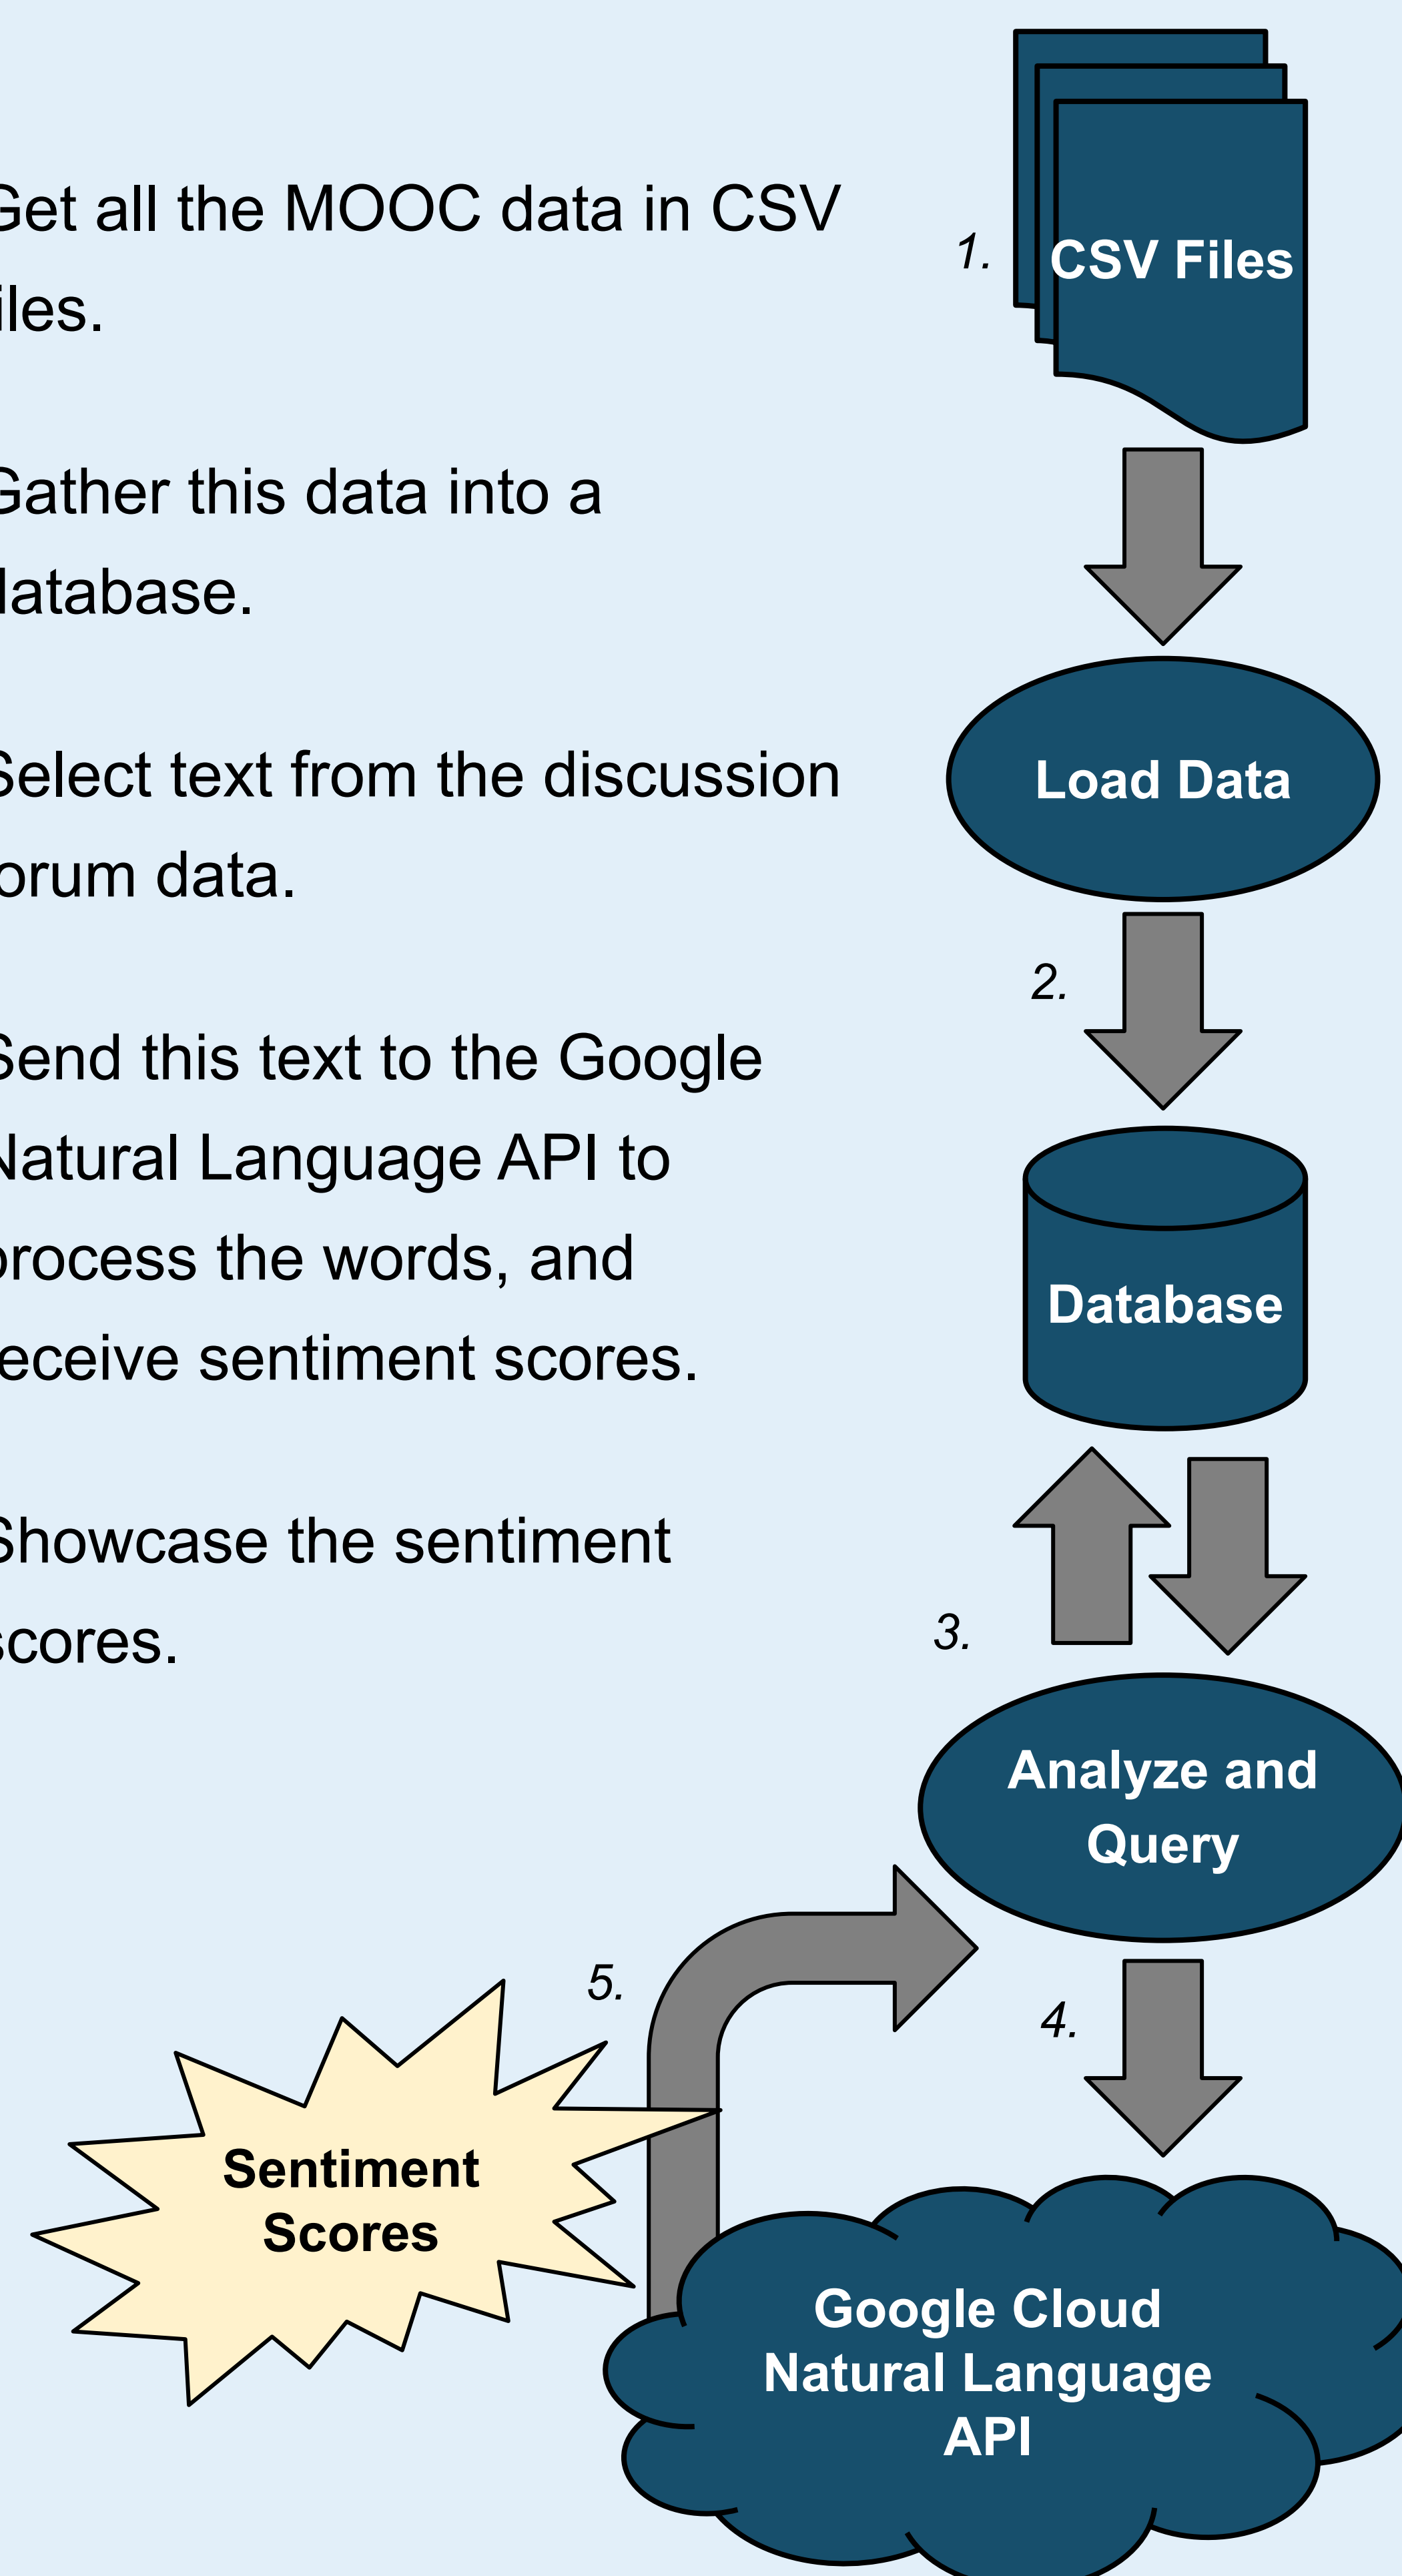 Get all the MOOC data in CSV
iles.
Gather this data into a
database.
Select text from the discussion
orum data.
Send this text to the Google
Natural Language API to
process the words, and
eceive sentiment scores.
Showcase the sentiment
scores.
1.
CSV Files
Load Data
2.
Database
3.
Analyze and
Query
5.
4.
Sentiment
Scores
Google Cloud
Natural Language
API